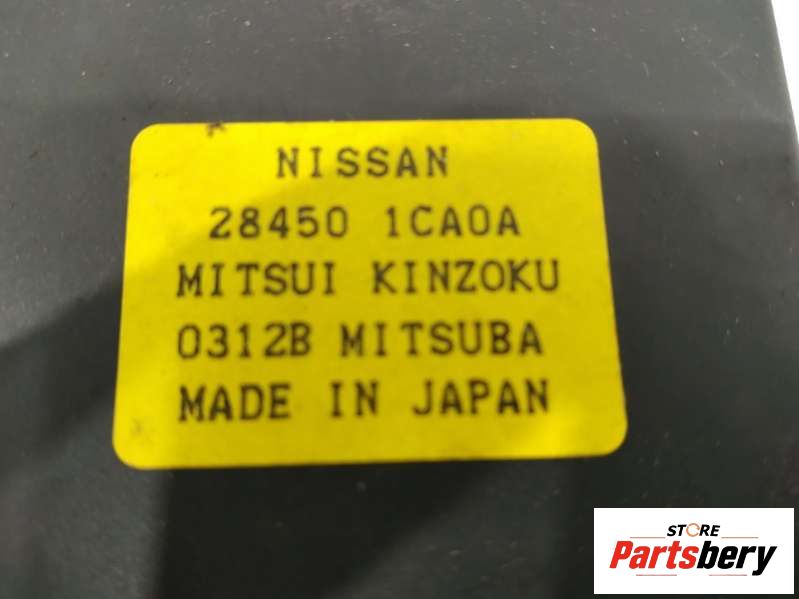 NISSAN
28450 1CA0A
MITSUI KINZOKU
0312B MITSUBA
MADE IN JAPAN
STORE
Partsbery